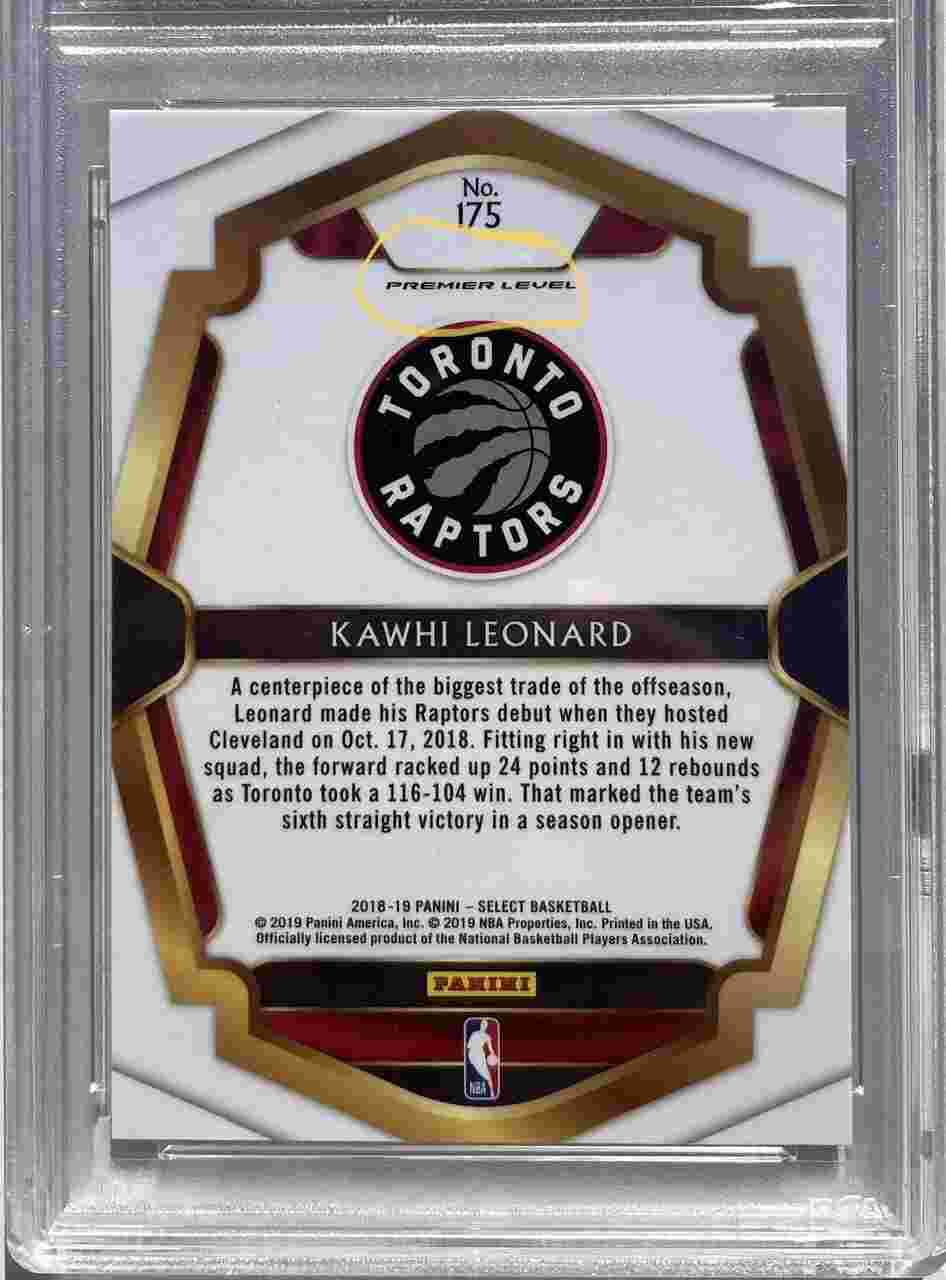 No.
175
PREMIER LEVEL
TORONTO
RAPTORS
KAWHI LEONARD
A centerpiece of the biggest trade of the offseason,
Leonard made his Raptors debut when they hosted
Cleveland on Oct. 17, 2018. Fitting right in with his new
squad, the forward racked up 24 points and 12 rebounds
as Toronto took a 116-104 win. That marked the team's
sixth straight victory in a season opener.
2018-19 PANINI – SELECT BASKETBALL
© 2019 Panini America, Inc. © 2019 NBA Properties, Inc. Printed in the USA.
Officially licensed product of the National Basketball Players Association.
PANINI
NBA